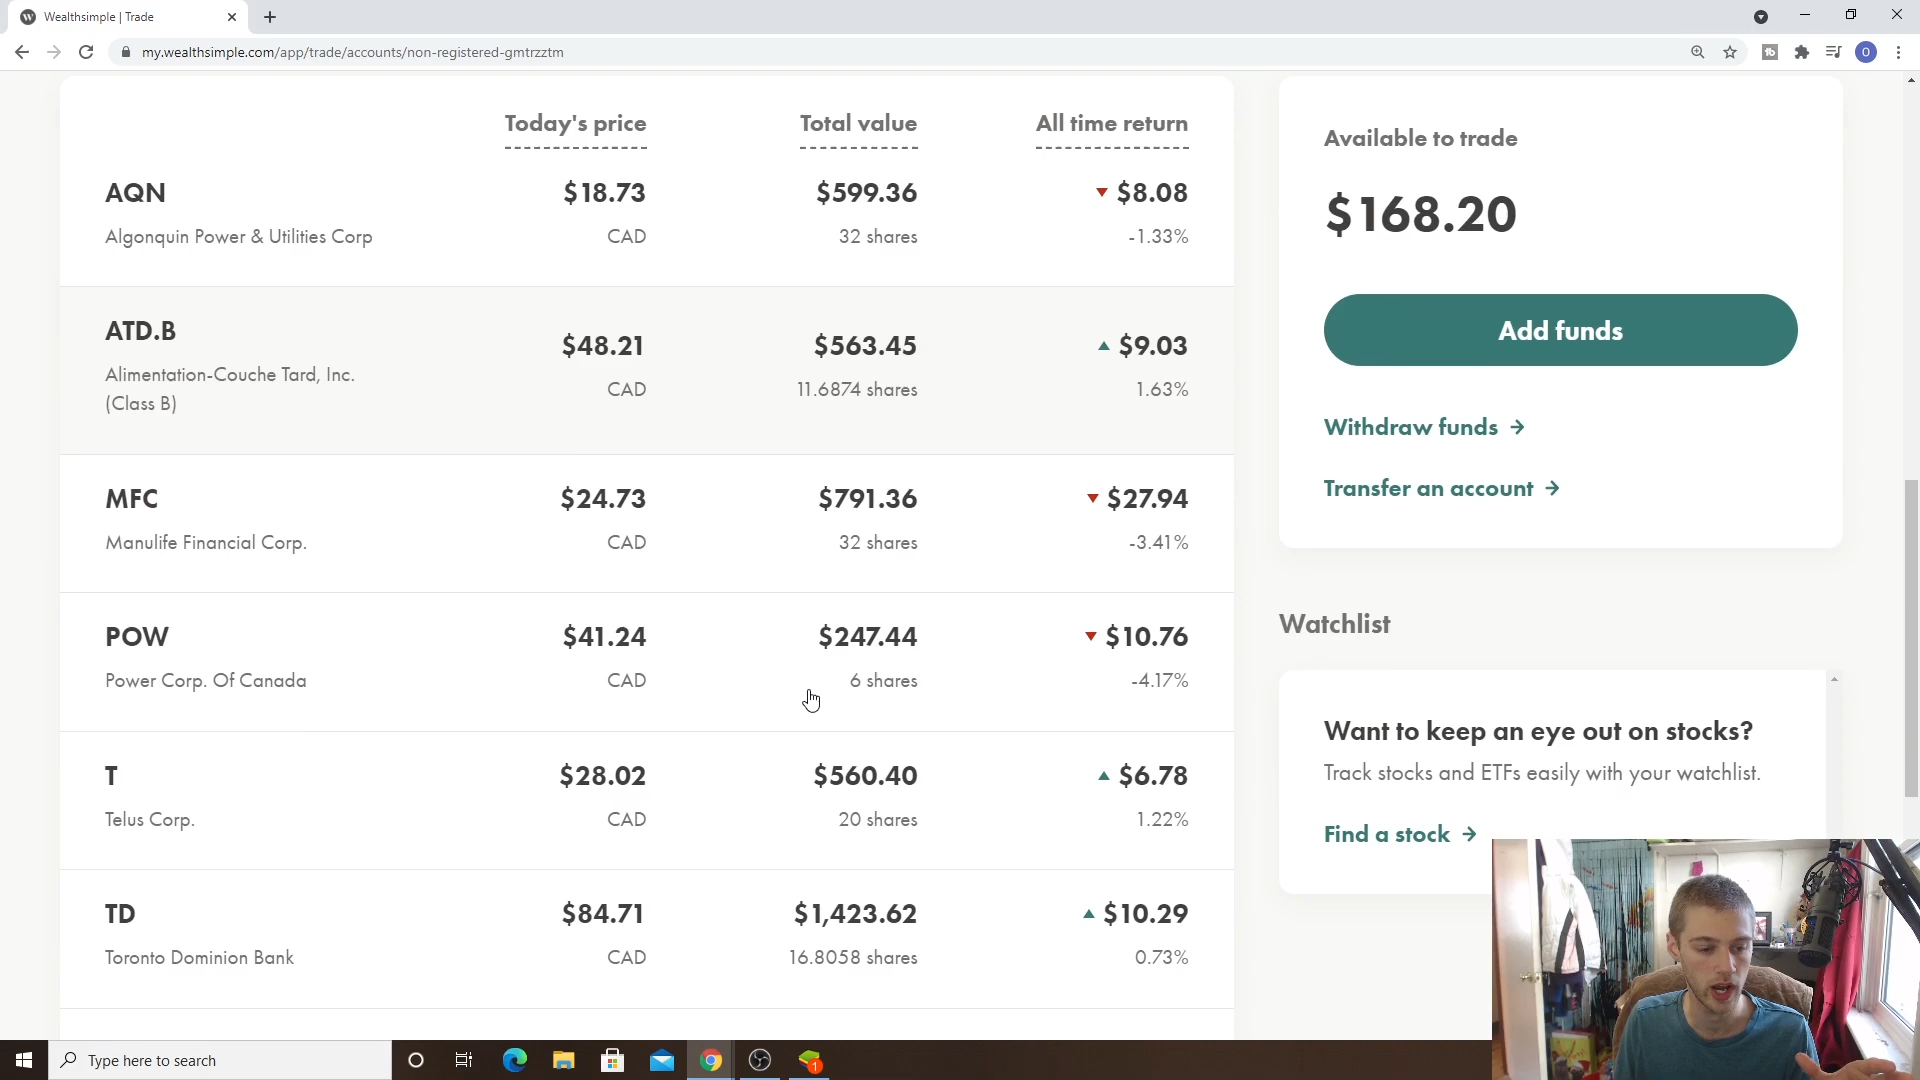 Wealthsimple | Trade
my.wealthsimple.com/app/trade/accounts/non-registered-gmtrzztm
Today's price Total value All time return
AQN $18.73 $599.36 $8.08
Algonquin Power & Utilities Corp CAD 32 shares -1.33%
ATD.B $48.21 $563.45 $9.03
Alimentation-Couche Tard, Inc. CAD 11.6874 shares 1.63%
(Class B)
MFC $24.73 $791.36 $27.94
Manulife Financial Corp. CAD 32 shares -3.41%
POW $41.24 $247.44 $10.76
Power Corp. Of Canada CAD 6 shares -4.17%
T $28.02 $560.40 $6.78
Telus Corp. CAD 20 shares 1.22%
TD $84.71 $1,423.62 $10.29
Toronto Dominion Bank CAD 16.8058 shares 0.73%
Available to trade
$168.20
Add funds
Withdraw funds
Transfer an account
Watchlist
Want to keep an eye out on stocks?
Track stocks and ETFs easily with your watchlist.
Find a stock
Type here to search